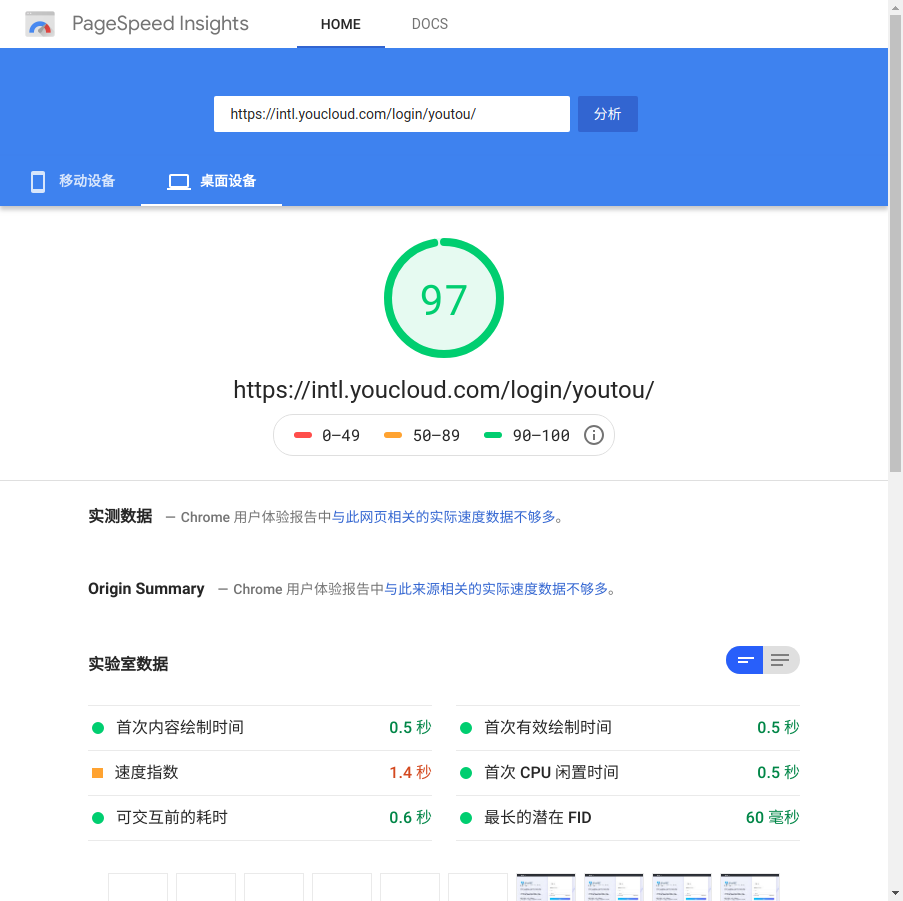 PageSpeed Insights
HOME
DOCS
https://intl.youcloud.com/login/youtou/
分析
移动设备
桌面设备
97
https://intl.youcloud.com/login/youtou/
0–49
50–89
90–100
实测数据 — Chrome 用户体验报告中与此网页相关的实际速度数据不够多。
Origin Summary — Chrome 用户体验报告中与此来源相关的实际速度数据不够多。
实验室数据
首次内容绘制时间 0.5 秒
首次有效绘制时间 0.5 秒
速度指数 1.4 秒
首次 CPU 闲置时间 0.5 秒
可交互前的耗时 0.6 秒
最长的潜在 FID 60 毫秒